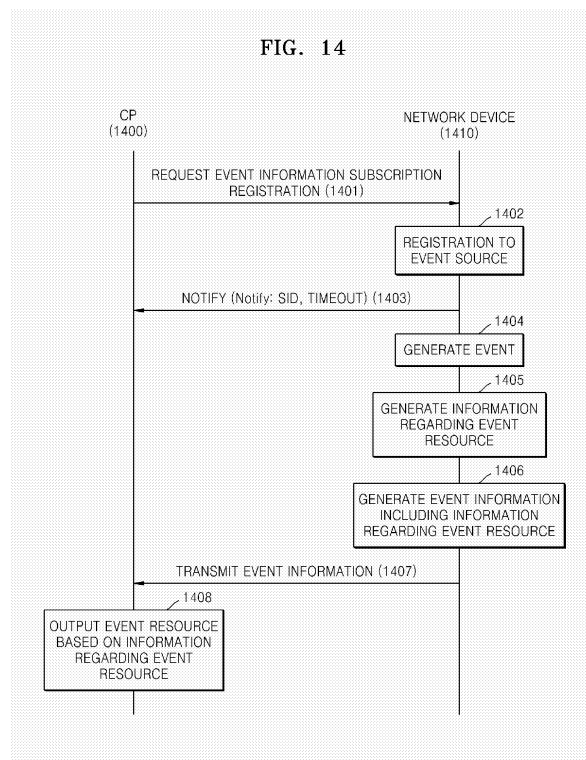 FIG. 14
CP
(1400)
NETWORK DEVICE
(1410)
REQUEST EVENT INFORMATION SUBSCRIPTION
REGISTRATION (1401)
1402
REGISTRATION TO
EVENT SOURCE
NOTIFY (Notify: SID, TIMEOUT) (1403)
1404
GENERATE EVENT
1405
GENERATE INFORMATION
REGARDING EVENT
RESOURCE
1406
GENERATE EVENT INFORMATION
INCLUDING INFORMATION
REGARDING EVENT RESOURCE
TRANSMIT EVENT INFORMATION (1407)
1408
OUTPUT EVENT RESOURCE
BASED ON INFORMATION
REGARDING EVENT
RESOURCE